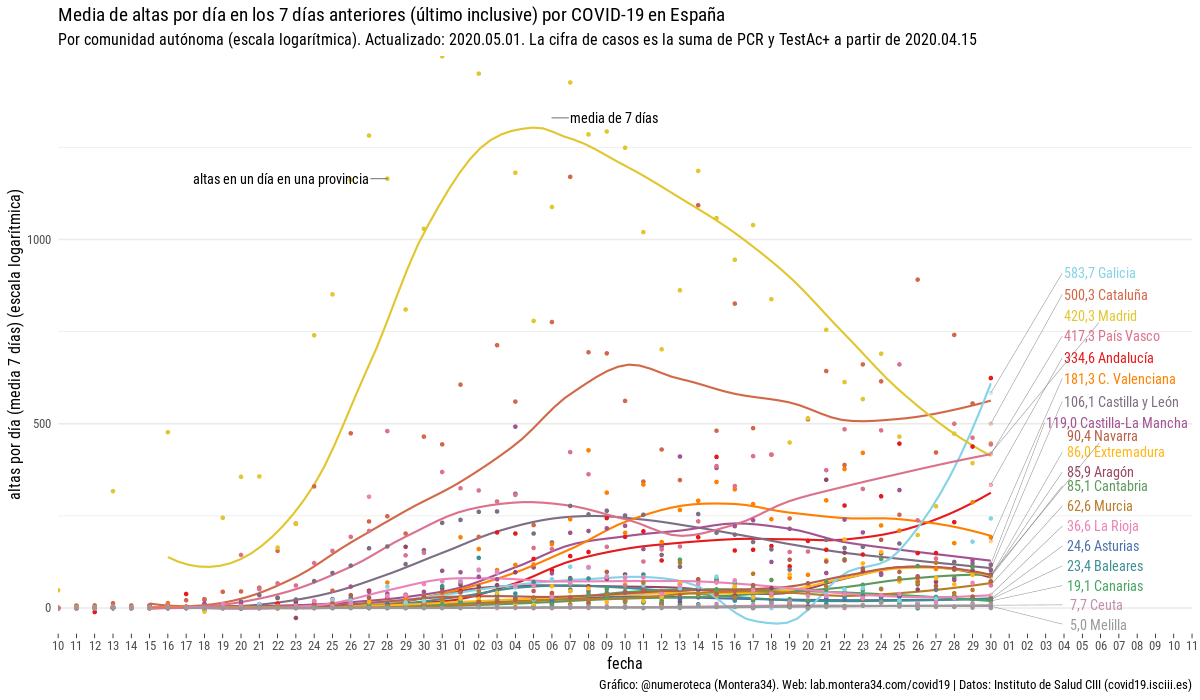 Media de altas por día en los 7 días anteriores (último inclusive) por COVID-19 en España
Por comunidad autónoma (escala logarítmica). Actualizado: 2020.05.01. La cifra de casos es la suma de PCR y TestAc+ a partir de 2020.04.15
altas por día (media 7 días) (escala logarítmica)
media de 7 días
altas en un día en una provincia
1000
500
0
583,7 Galicia
500,3 Cataluña
420,3 Madrid
417,3 País Vasco
334,6 Andalucía
181,3 C. Valenciana
106,1 Castilla y León
119,0 Castilla-La Mancha
90,4 Navarra
86,0 Extremadura
85,9 Aragón
85,1 Cantabria
62,6 Murcia
36,6 La Rioja
24,6 Asturias
23,4 Baleares
19,1 Canarias
7,7 Ceuta
5,0 Melilla
10 11 12 13 14 15 16 17 18 19 20 21 22 23 24 25 26 27 28 29 30 31 01 02 03 04 05 06 07 08 09 10 11 12 13 14 15 16 17 18 19 20 21 22 23 24 25 26 27 28 29 30 01 02 03 04 05 06 07 08 09 10 11
fecha
Gráfico: @numeroteca (Montera34). Web: lab.montera34.com/covid19 | Datos: Instituto de Salud CIII (covid19.isciii.es)